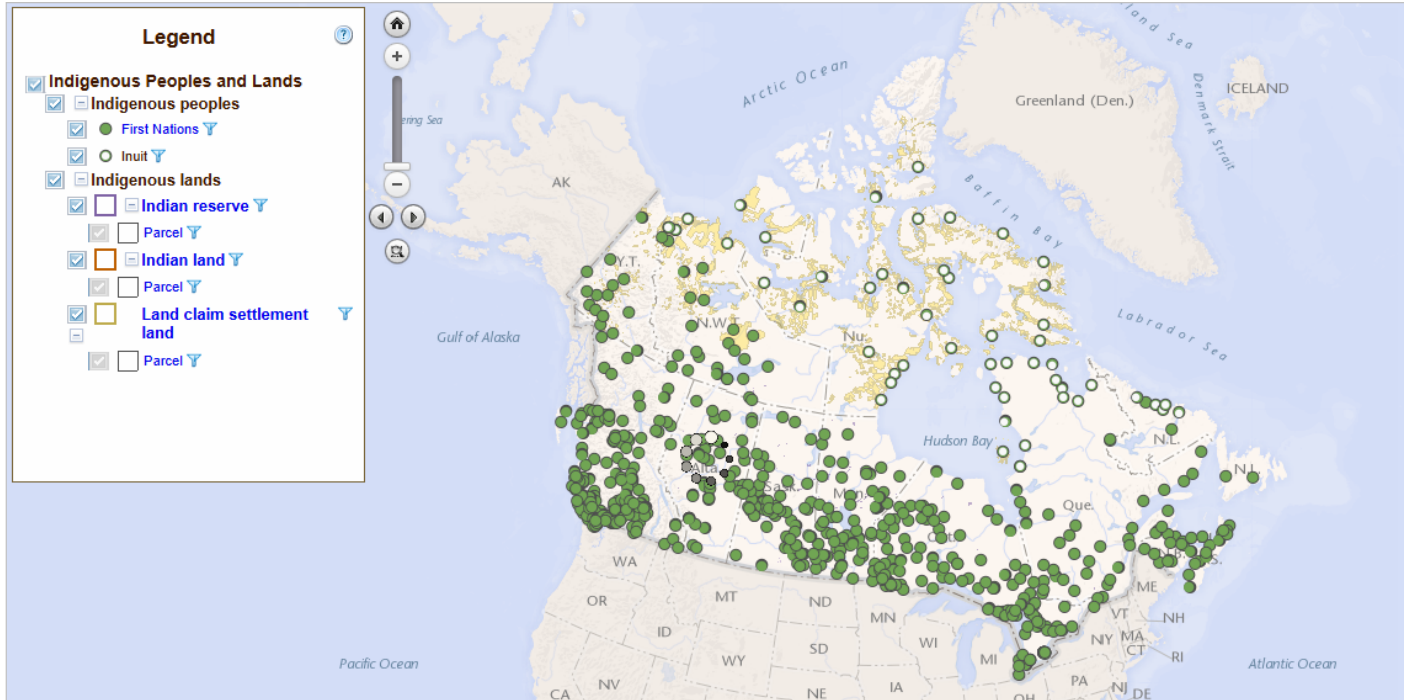 Legend
Indigenous Peoples and Lands
Indigenous peoples
First Nations
Inuit
Indigenous lands
Indian reserve
Parcel
Indian land
Parcel
Land claim settlement
land
Parcel
Arctic Ocean
Greenland (Den.)
ICELAND
Denmark Strait
Baffin Bay
Labrador Sea
AK
Gulf of Alaska
Y.T.
N.W.T
Nu.
Hudson Bay
Alta
Sask.
Man.
Ont.
Que.
N.L.
N.L.
N.B.
WA
OR
ID
MT
ND
SD
MN
WI
MI
WY
NV
CA
NE
IA
OH
PA
NY
VT
NH
ME
MA
CT
RI
NJ
DE
Pacific Ocean
Atlantic Ocean